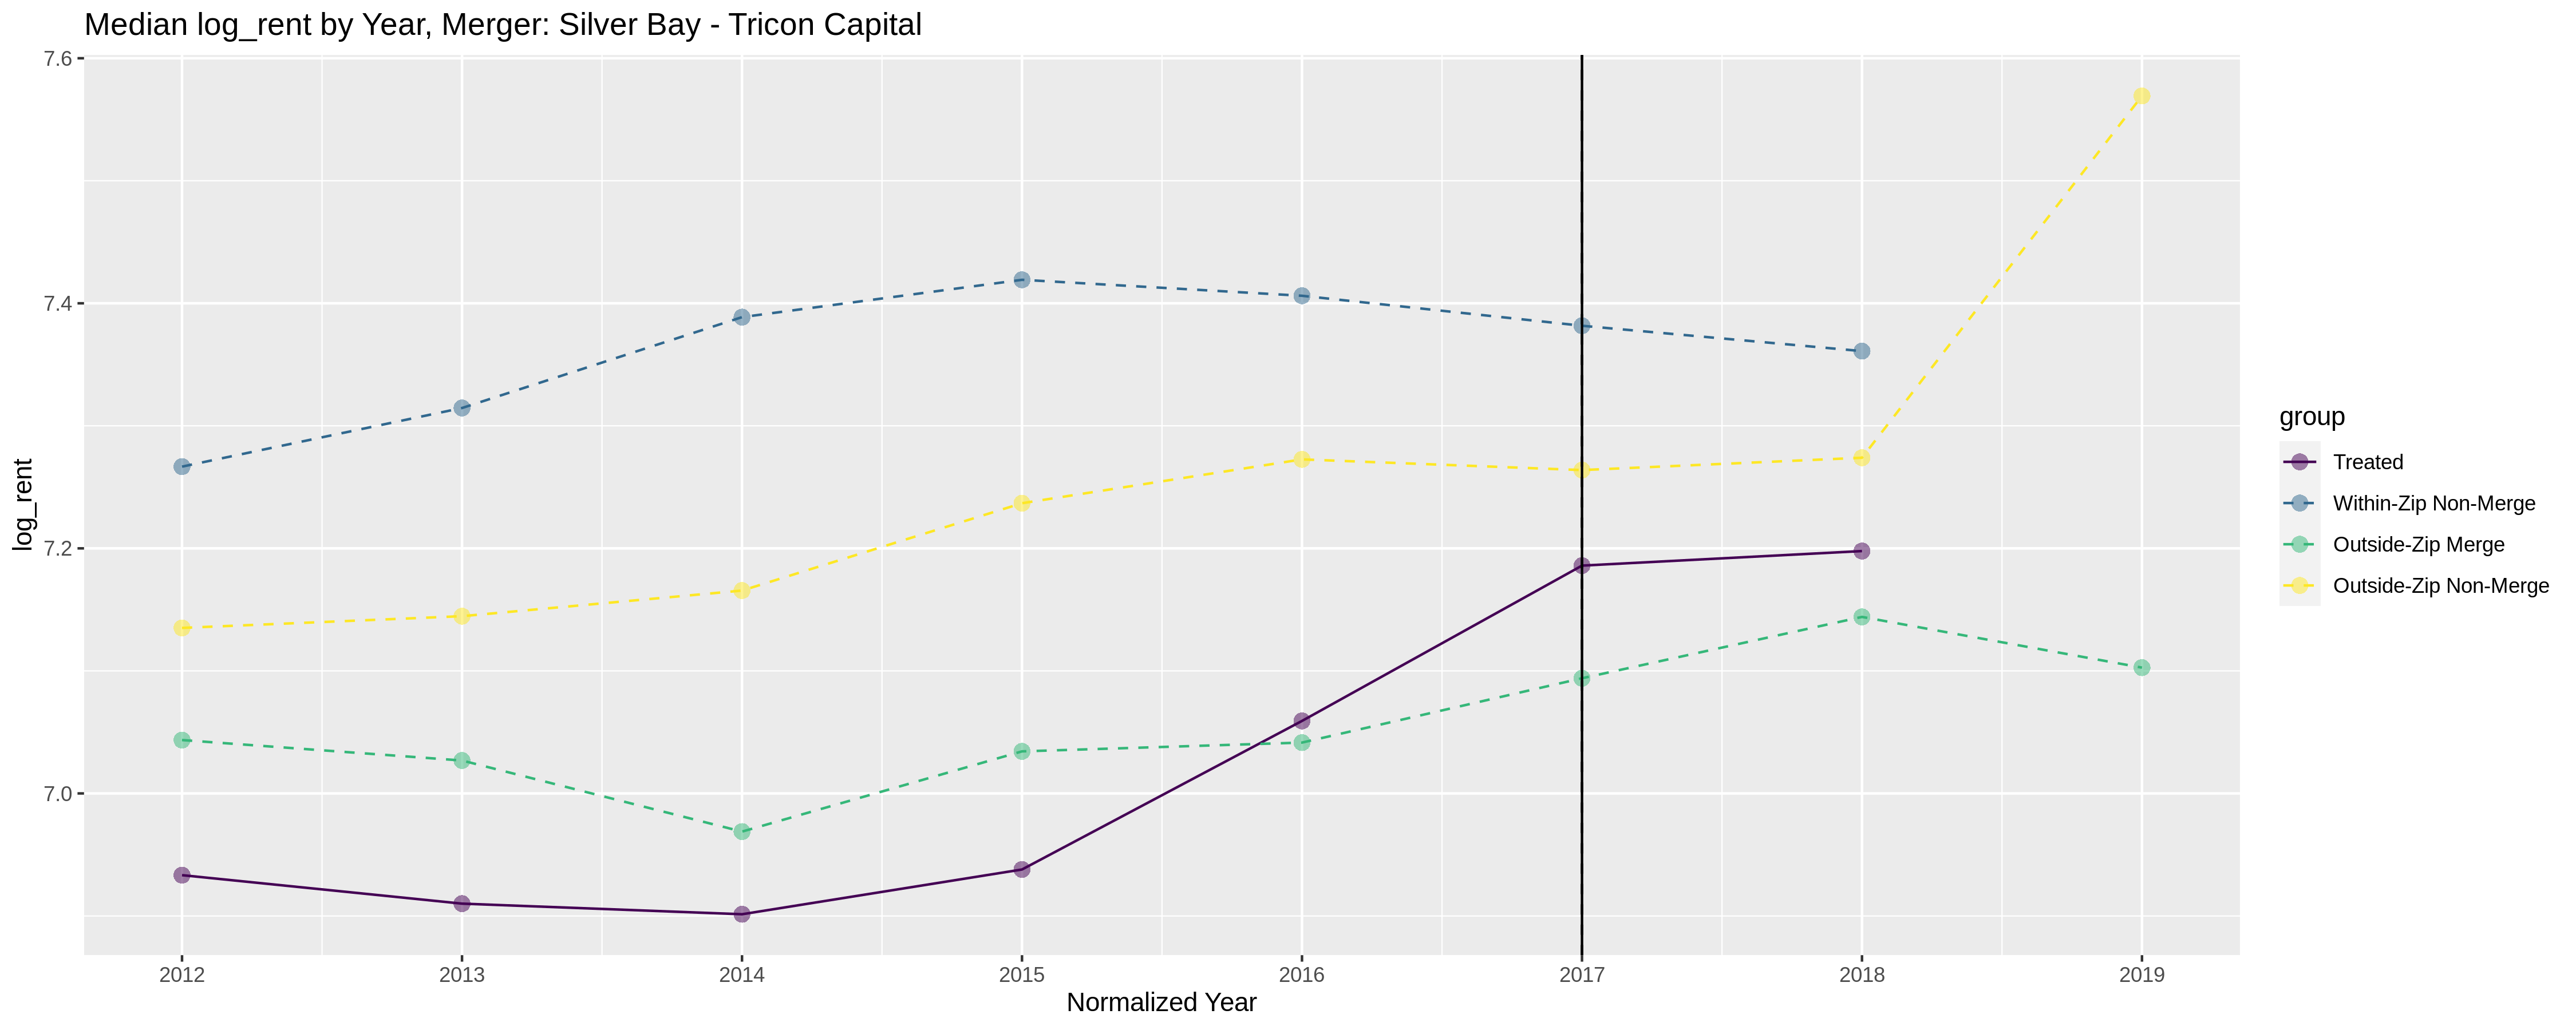 Median log_rent by Year, Merger: Silver Bay - Tricon Capital
7.6
7.4
7.2
7.0
log_rent
2012 2013 2014 2015 2016 2017 2018 2019
Normalized Year
group
Treated
Within-Zip Non-Merge
Outside-Zip Merge
Outside-Zip Non-Merge